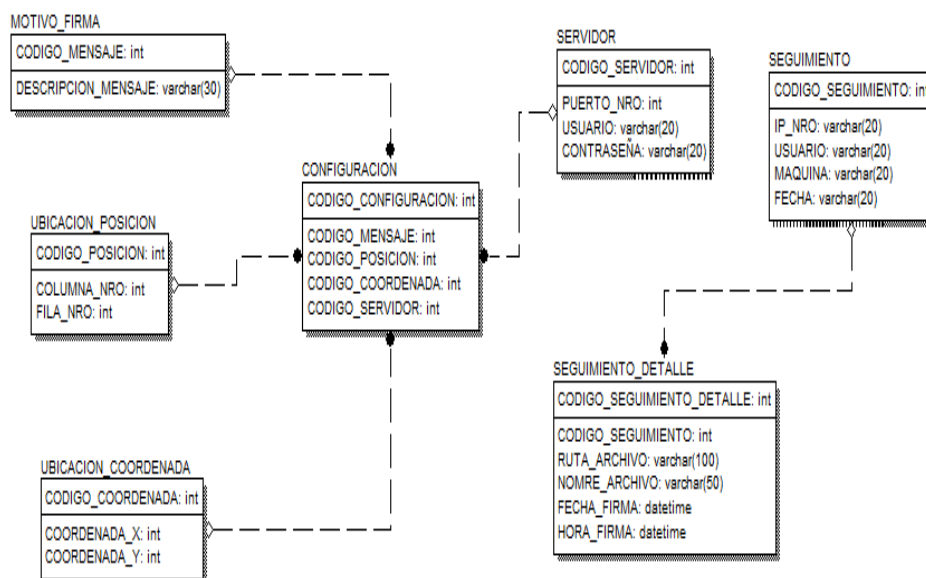 MOTIVO_FIRMA
CODIGO_MENSAJE: int
DESCRIPCION_MENSAJE: varchar(30)
SERVIDOR
CODIGO_SERVIDOR: int
PUERTO_NRO: int
USUARIO: varchar(20)
CONTRASEÑA: varchar(20)
SEGUIMIENTO
CODIGO_SEGUIMIENTO: int
IP_NRO: varchar(20)
USUARIO: varchar(20)
MAQUINA: varchar(20)
FECHA: varchar(20)
CONFIGURACION
CODIGO_CONFIGURACION: int
CODIGO_MENSAJE: int
CODIGO_POSICION: int
CODIGO_COORDENADA: int
CODIGO_SERVIDOR: int
UBICACION_POSICION
CODIGO_POSICION: int
COLUMNA_NRO: int
FILA_NRO: int
SEGUIMIENTO_DETALLE
CODIGO_SEGUIMIENTO_DETALLE: int
CODIGO_SEGUIMIENTO: int
RUTA_ARCHIVO: varchar(100)
NOMRE_ARCHIVO: varchar(50)
FECHA_FIRMA: datetime
HORA_FIRMA: datetime
UBICACION_COORDENADA
CODIGO_COORDENADA: int
COORDENADA_X: int
COORDENADA_Y: int